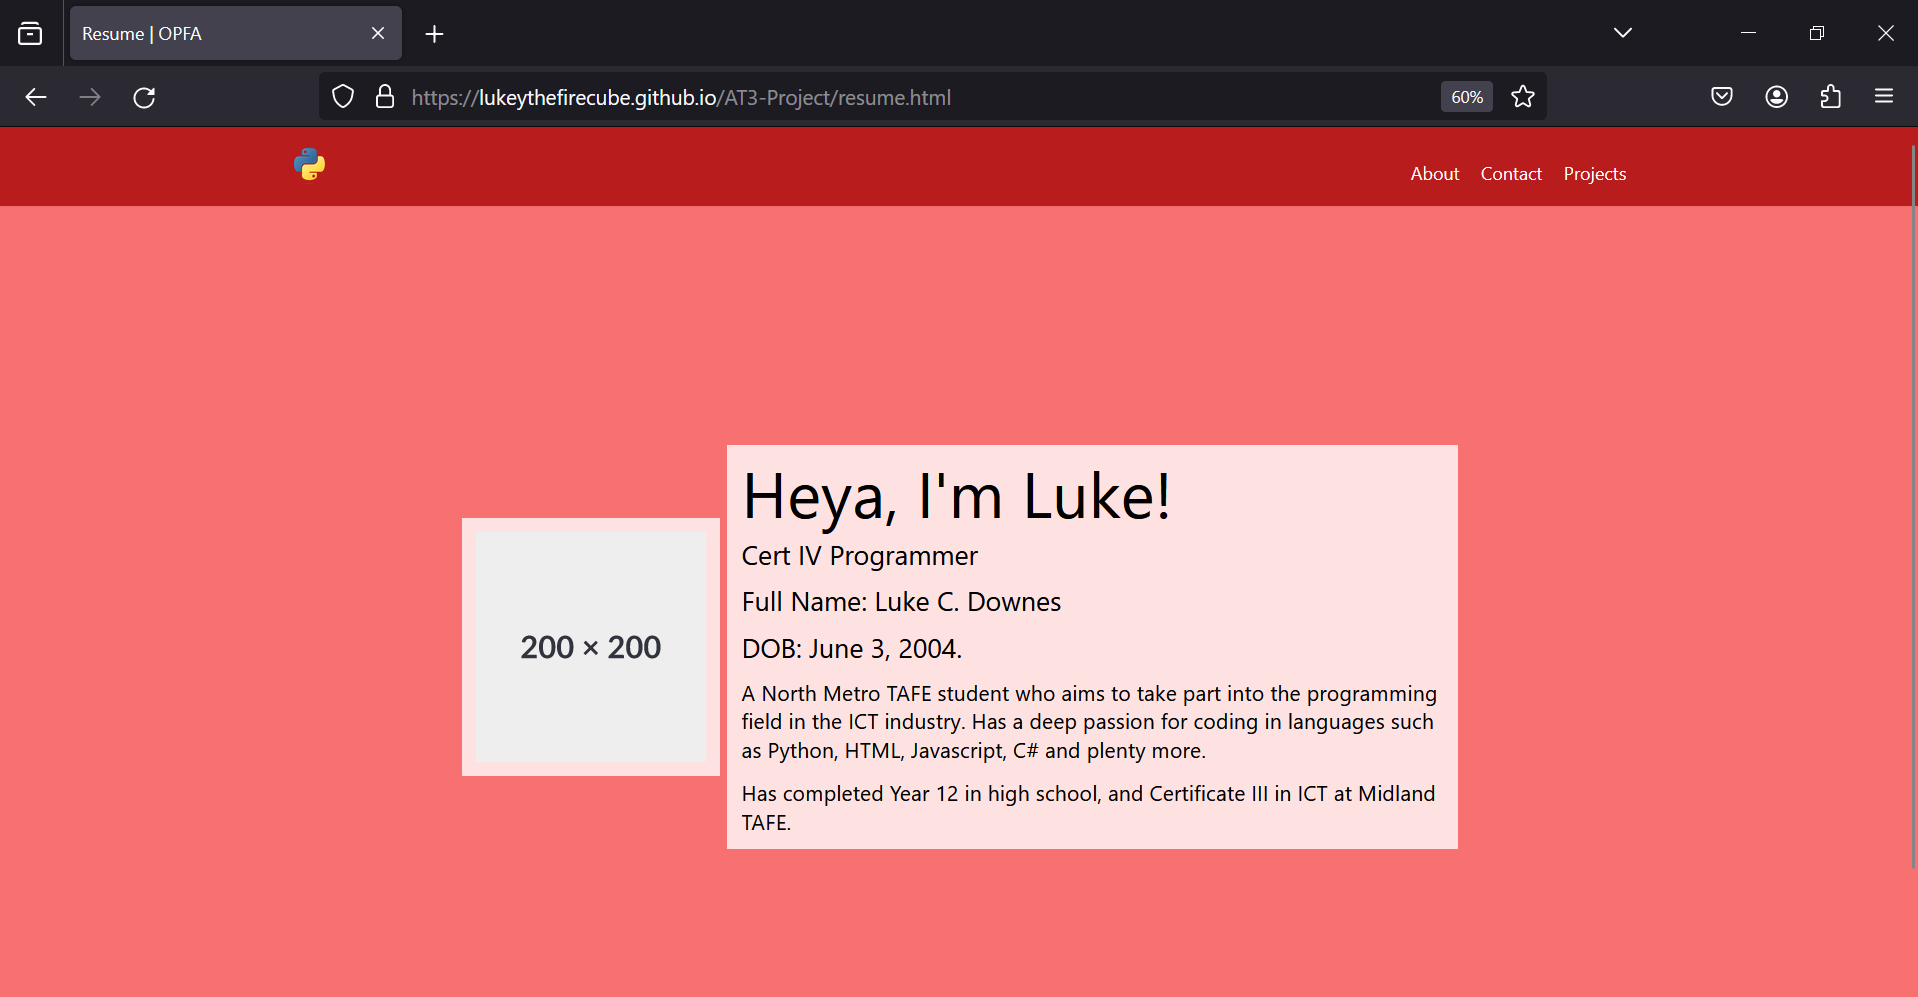 Resume | OPFA
https://lukeythefirecube.github.io/AT3-Project/resume.html
60%
About Contact Projects
Heya, I'm Luke!
Cert IV Programmer
Full Name: Luke C. Downes
DOB: June 3, 2004.
A North Metro TAFE student who aims to take part into the programming
field in the ICT industry. Has a deep passion for coding in languages such
as Python, HTML, Javascript, C# and plenty more.
Has completed Year 12 in high school, and Certificate III in ICT at Midland
TAFE.
200 × 200